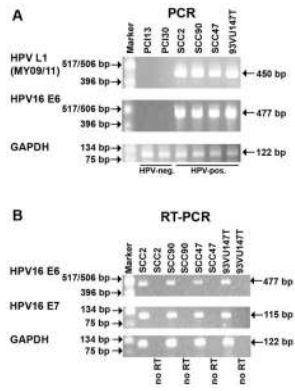 A
PCR
Marker
PCI13
PCI30
SCC2
SCC90
SCC47
93VU147T
HPV L1
(MY09/11)
517/506 bp
396 bp
450 bp
HPV16 E6
517/506 bp
396 bp
477 bp
GAPDH
134 bp
75 bp
122 bp
HPV-neg.
HPV-pos.
B
RT-PCR
Marker
SCC2
SCC2
SCC90
SCC90
SCC47
SCC47
93VU147T
93VU147T
HPV16 E6
517/506 bp
396 bp
477 bp
HPV16 E7
134 bp
75 bp
115 bp
GAPDH
134 bp
75 bp
122 bp
no RT
no RT
no RT
no RT